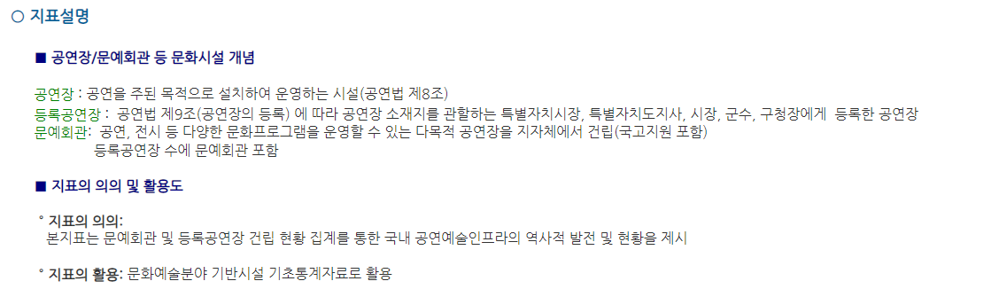 ○ 지표설명
■ 공연장/문예회관 등 문화시설 개념
공연장 : 공연을 주된 목적으로 설치하여 운영하는 시설(공연법 제8조)
등록공연장 : 공연법 제9조(공연장의 등록) 에 따라 공연장 소재지를 관할하는 특별자치시장, 특별자치도지사, 시장, 군수, 구청장에게 등록한 공연장
문예회관: 공연, 전시 등 다양한 문화프로그램을 운영할 수 있는 다목적 공연장을 지자체에서 건립(국고지원 포함)
등록공연장 수에 문예회관 포함
■ 지표의 의의 및 활용도
° 지표의 의의:
본지표는 문예회관 및 등록공연장 건립 현황 집계를 통한 국내 공연예술인프라의 역사적 발전 및 현황을 제시
° 지표의 활용: 문화예술분야 기반시설 기초통계자료로 활용